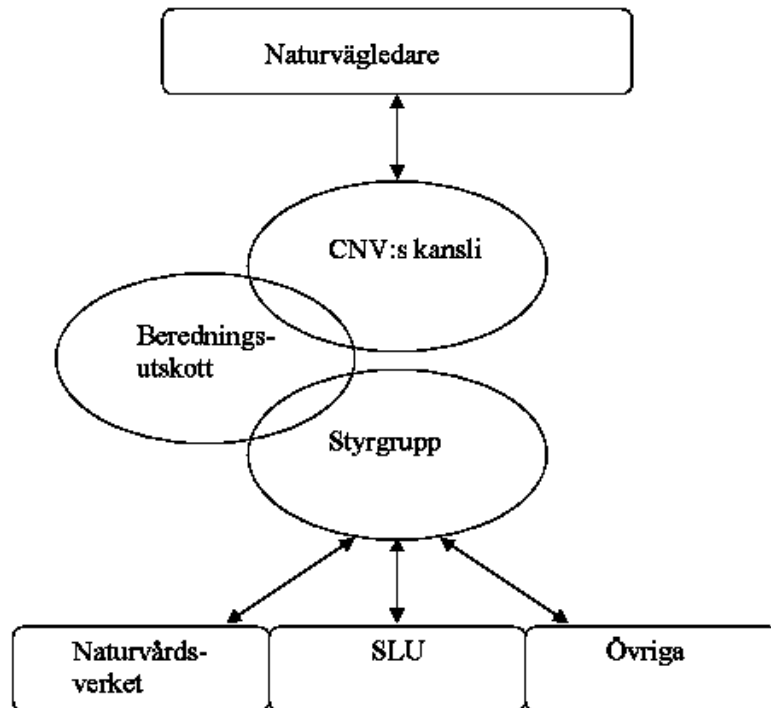 Naturvägledare
CNV:s kansli
Berednings-
utskott
Styrgrupp
Naturvårds-
verket
SLU
Övriga